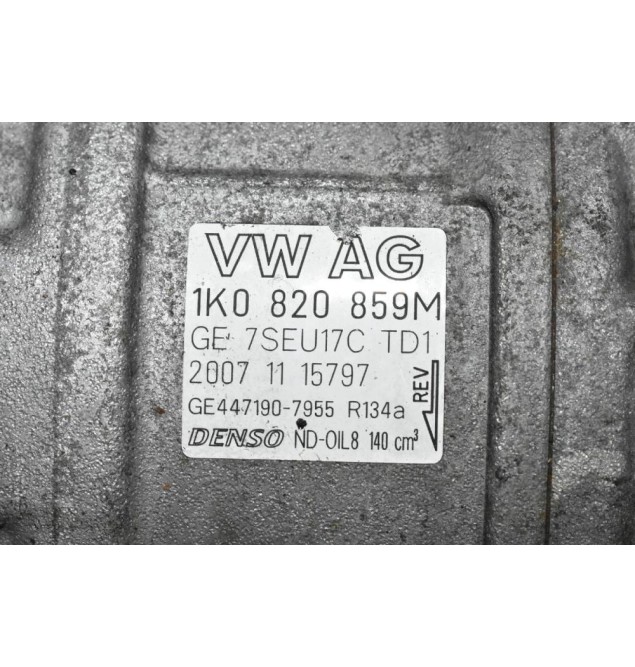 VW AG
1K0 820 859M
GE 7SEU17C TD1
2007 11 15797
GE447190-7955 R134a
DENSO ND-OIL8 140 cm³
REV